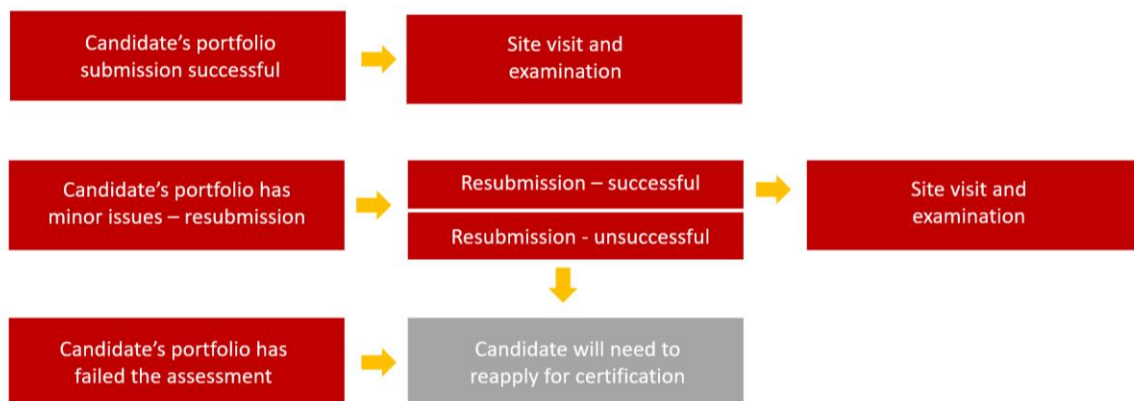 Candidate’s portfolio
submission successful
Site visit and
examination
Candidate’s portfolio has
minor issues – resubmission
Resubmission – successful
Resubmission - unsuccessful
Site visit and
examination
Candidate’s portfolio has
failed the assessment
Candidate will need to
reapply for certification